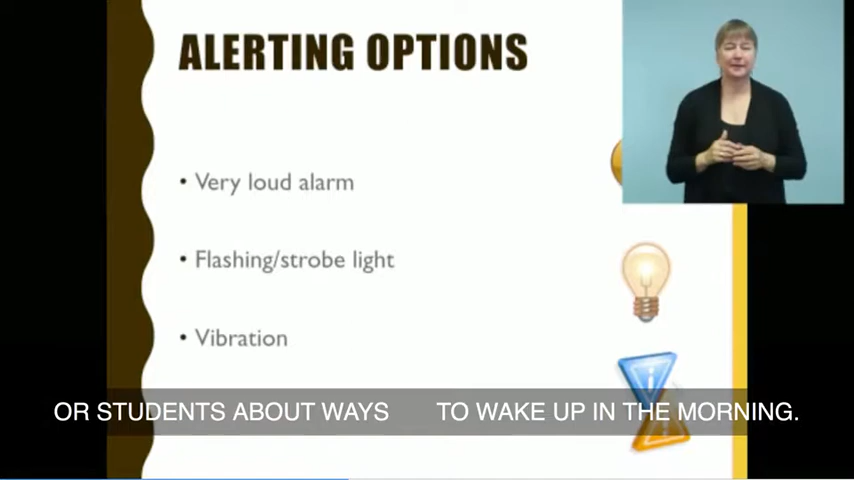 ALERTING OPTIONS
• Very loud alarm
• Flashing/strobe light
• Vibration
OR STUDENTS ABOUT WAYS TO WAKE UP IN THE MORNING.